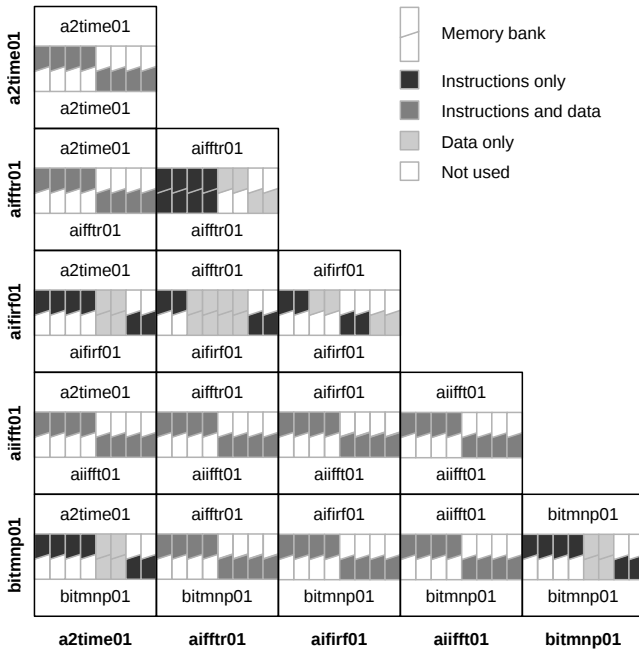 a2time01
a2time01
a2time01
Memory bank
Instructions only
Instructions and data
Data only
Not used
aifftr01
a2time01
aifftr01
aifftr01
aifftr01
aifirf01
a2time01
aifftr01
aifirf01
aifirf01
aifirf01
aifirf01
aiifft01
a2time01
aifftr01
aifirf01
aiifft01
aiifft01
aiifft01
aiifft01
aiifft01
bitmnp01
a2time01
aifftr01
aifirf01
aiifft01
bitmnp01
bitmnp01
bitmnp01
bitmnp01
bitmnp01
bitmnp01
a2time01
aifftr01
aifirf01
aiifft01
bitmnp01